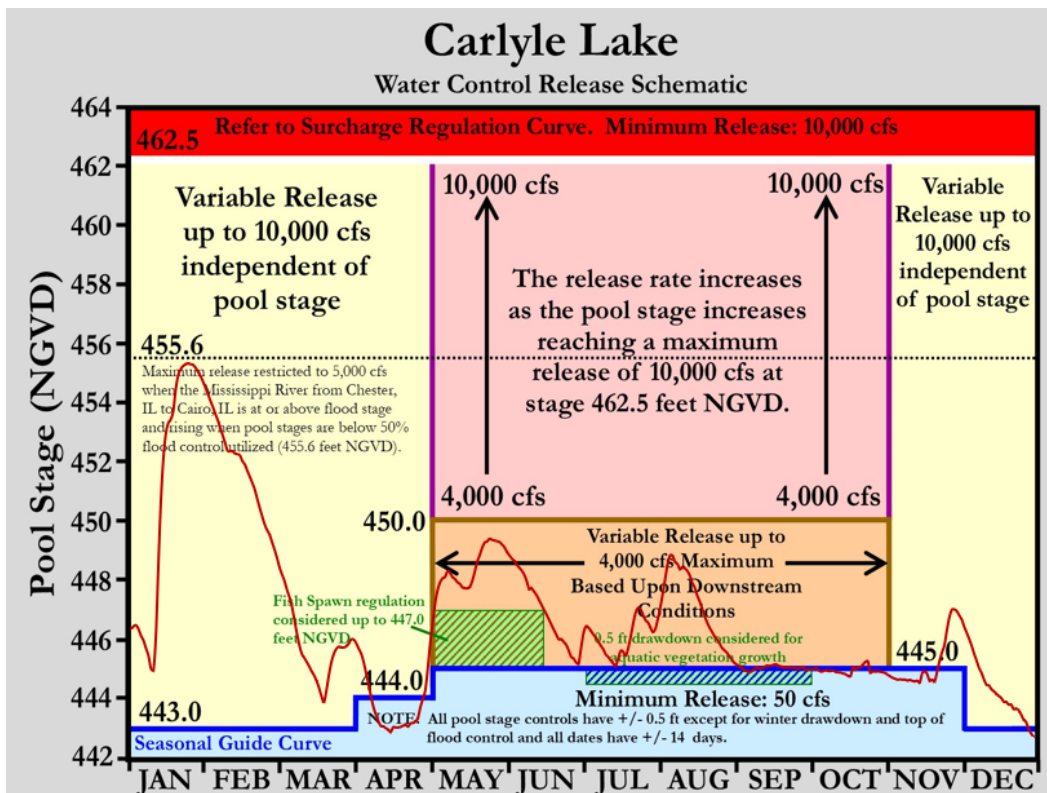 Carlyle Lake
Water Control Release Schematic
Pool Stage (NGVD)
464
462
460
458
456
454
452
450
448
446
444
442
Refer to Surcharge Regulation Curve. Minimum Release: 10,000 cfs
462.5
Variable Release
up to 10,000 cfs
independent of
pool stage
455.6
Maximum release restricted to 5,000 cfs
when the Mississippi River from Chester,
IL to Cairo, IL is at or above flood stage
and rising when pool stages are below 50%
flood control utilized (455.6 feet NGVD).
10,000 cfs
10,000 cfs
The release rate increases
as the pool stage increases
reaching a maximum
release of 10,000 cfs at
stage 462.5 feet NGVD.
4,000 cfs
4,000 cfs
Variable
Release up to
10,000 cfs
independent
of pool stage
450.0
Variable Release up to
4,000 cfs Maximum
Based Upon Downstream
Conditions
Fish Spawn regulation
considered up to 447.0
feet NGVD
0.5 ft drawdown considered for
aquatic vegetation growth
445.0
444.0
443.0
Minimum Release: 50 cfs
NOTE: All pool stage controls have +/- 0.5 ft except for winter drawdown and top of
flood control and all dates have +/- 14 days.
Seasonal Guide Curve
JAN FEB MAR APR MAY JUN JUL AUG SEP OCT NOV DEC